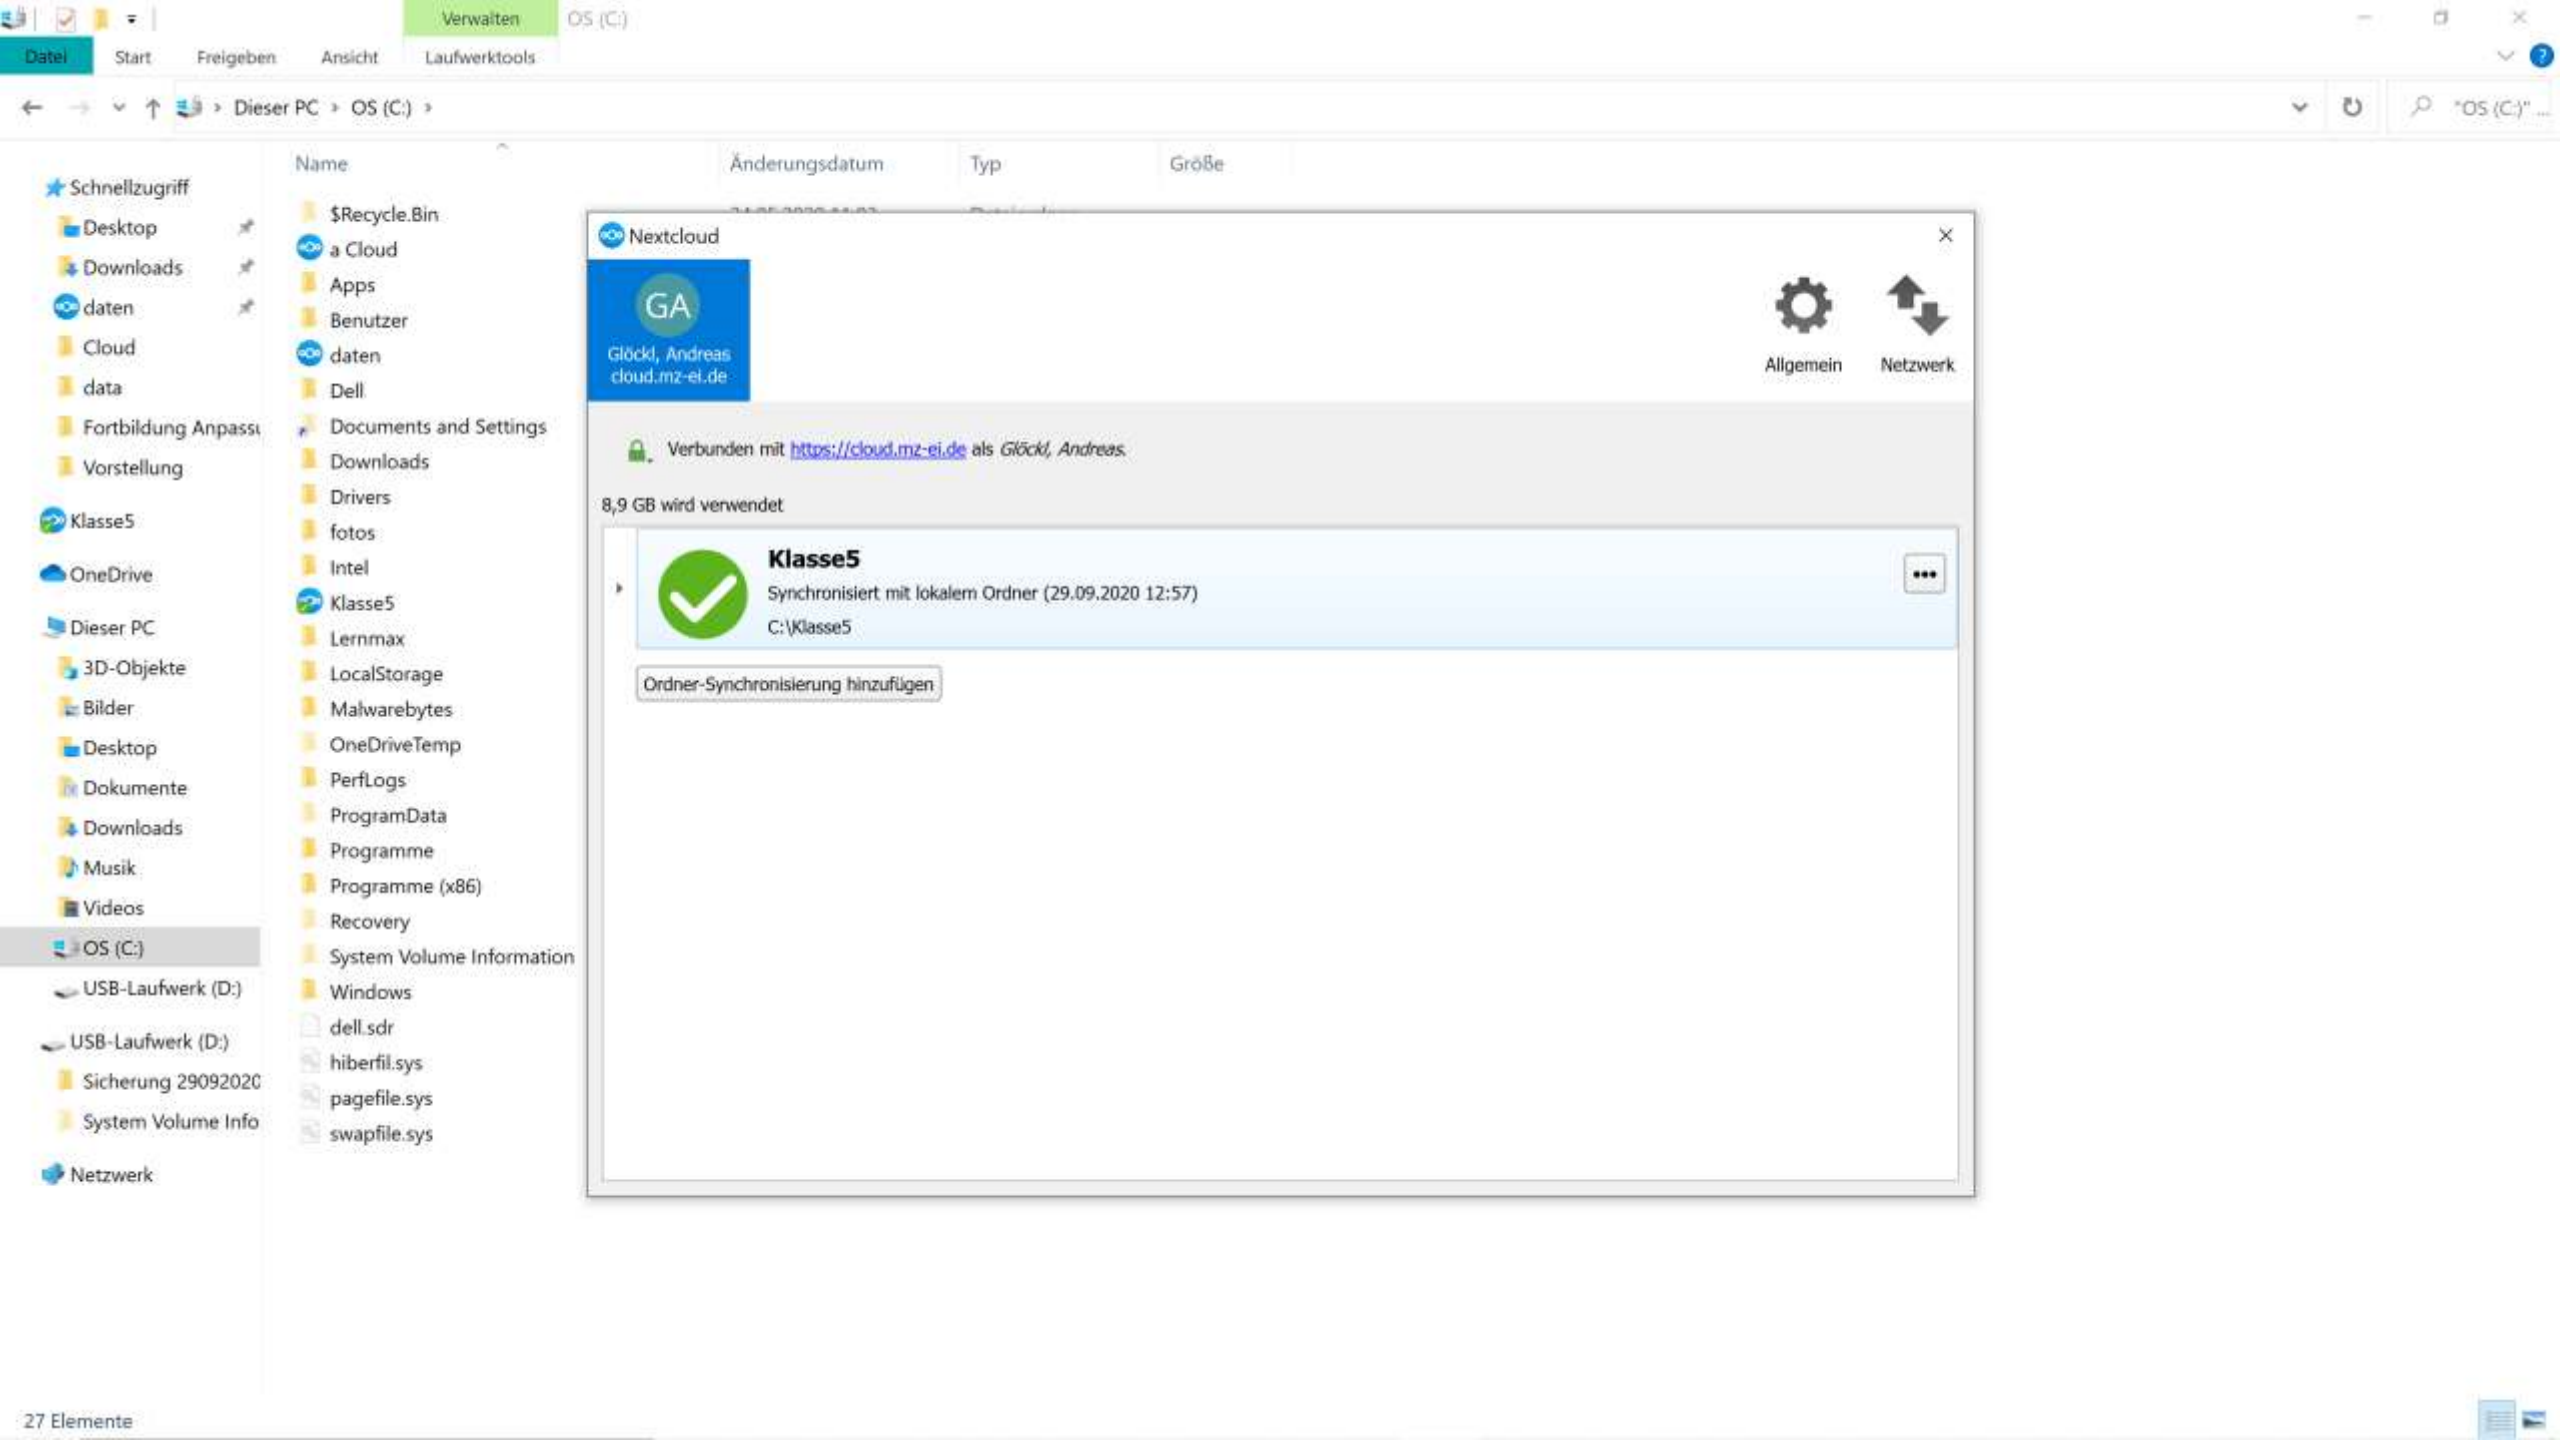 Verwalten
OS (C:)
Datei
Start
Freigeben
Ansicht
Laufwerktools
?
› Dieser PC › OS (C:) ›
"OS (C:)" ...
Name
Änderungsdatum
Typ
Größe
Schnellzugriff
Desktop
Downloads
daten
Cloud
data
Fortbildung Anpassu
Vorstellung
Klasse5
OneDrive
Dieser PC
3D-Objekte
Bilder
Desktop
Dokumente
Downloads
Musik
Videos
OS (C:)
USB-Laufwerk (D:)
USB-Laufwerk (D:)
Sicherung 29092020
System Volume Info
Netzwerk
$Recycle.Bin
a Cloud
Apps
Benutzer
daten
Dell
Documents and Settings
Downloads
Drivers
fotos
Intel
Klasse5
Lernmax
LocalStorage
Malwarebytes
OneDriveTemp
PerfLogs
ProgramData
Programme
Programme (x86)
Recovery
System Volume Information
Windows
dell.sdr
hiberfil.sys
pagefile.sys
swapfile.sys
Nextcloud
GA
Glöckl, Andreas
cloud.mz-ei.de
Allgemein
Netzwerk
Verbunden mit https://cloud.mz-ei.de als Glöckl, Andreas.
8,9 GB wird verwendet
Klasse5
Synchronisiert mit lokalem Ordner (29.09.2020 12:57)
C:\Klasse5
Ordner-Synchronisierung hinzufügen
27 Elemente